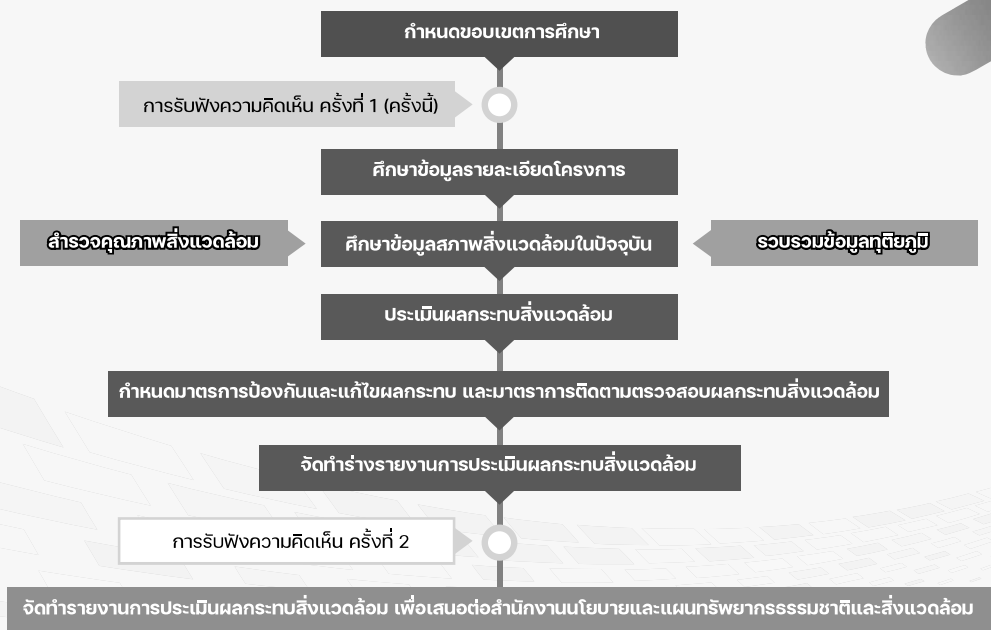 กำหนดขอบเขตการศึกษา
การรับฟังความคิดเห็น ครั้งที่ 1 (ครั้งนี้)
ศึกษาข้อมูลรายละเอียดโครงการ
สำรวจคุณภาพสิ่งแวดล้อม
ศึกษาข้อมูลสภาพสิ่งแวดล้อมในปัจจุบัน
รวบรวมข้อมูลทุติยภูมิ
ประเมินผลกระทบสิ่งแวดล้อม
กำหนดมาตรการป้องกันและแก้ไขผลกระทบ และมาตราการติดตามตรวจสอบผลกระทบสิ่งแวดล้อม
จัดทำร่างรายงานการประเมินผลกระทบสิ่งแวดล้อม
การรับฟังความคิดเห็น ครั้งที่ 2
จัดทำรายงานการประเมินผลกระทบสิ่งแวดล้อม เพื่อเสนอต่อสำนักงานนโยบายและแผนทรัพยากรธรรมชาติและสิ่งแวดล้อม